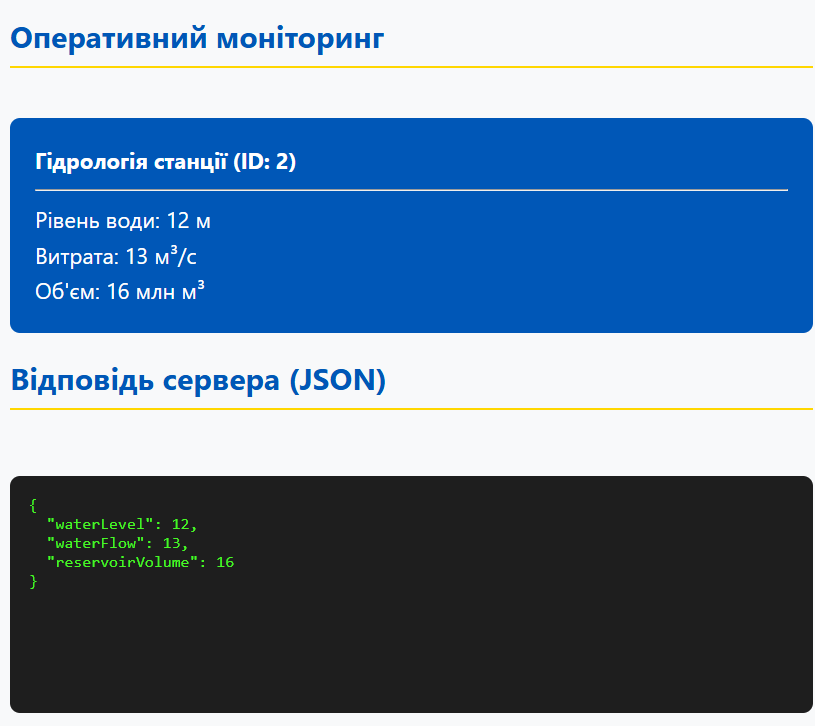 Оперативний моніторинг
Гідрологія станції (ID: 2)
Рівень води: 12 м
Витрата: 13 м³/с
Об'єм: 16 млн м³
Відповідь сервера (JSON)
{
  "waterLevel": 12,
  "waterFlow": 13,
  "reservoirVolume": 16
}